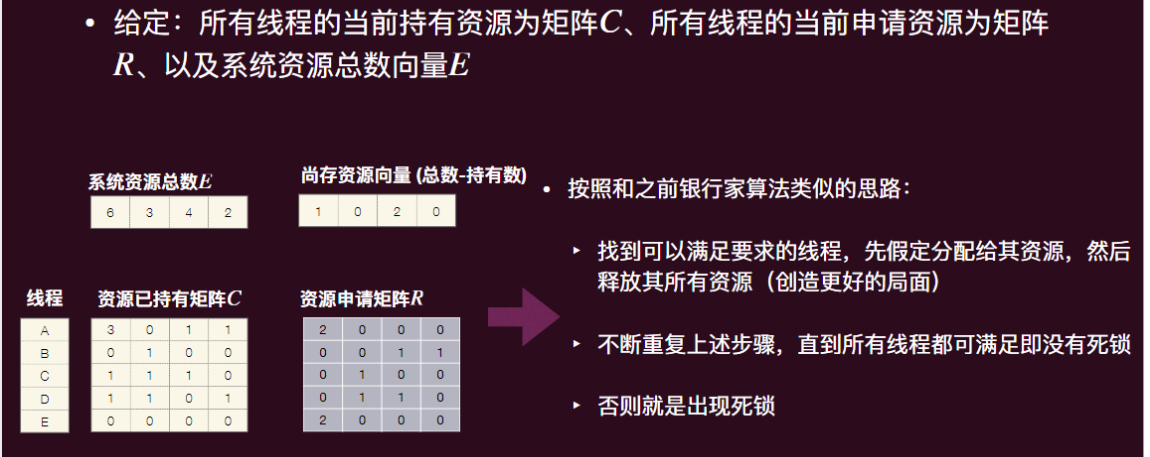 • 给定：所有线程的当前持有资源为矩阵C、所有线程的当前申请资源为矩阵
R、以及系统资源总数向量E
系统资源总数E
6 3 4 2
尚存资源向量 (总数-持有数)
1 0 2 0
线程
A
B
C
D
E
资源已持有矩阵C
3 0 1 1
0 1 0 0
1 1 1 0
1 1 0 1
0 0 0 0
资源申请矩阵R
2 0 0 0
0 0 1 1
0 1 0 0
0 1 1 0
2 0 0 0
• 按照和之前银行家算法类似的思路：
‣ 找到可以满足要求的线程，先假定分配给其资源，然后
释放其所有资源（创造更好的局面）
‣ 不断重复上述步骤，直到所有线程都可满足即没有死锁
‣ 否则就是出现死锁